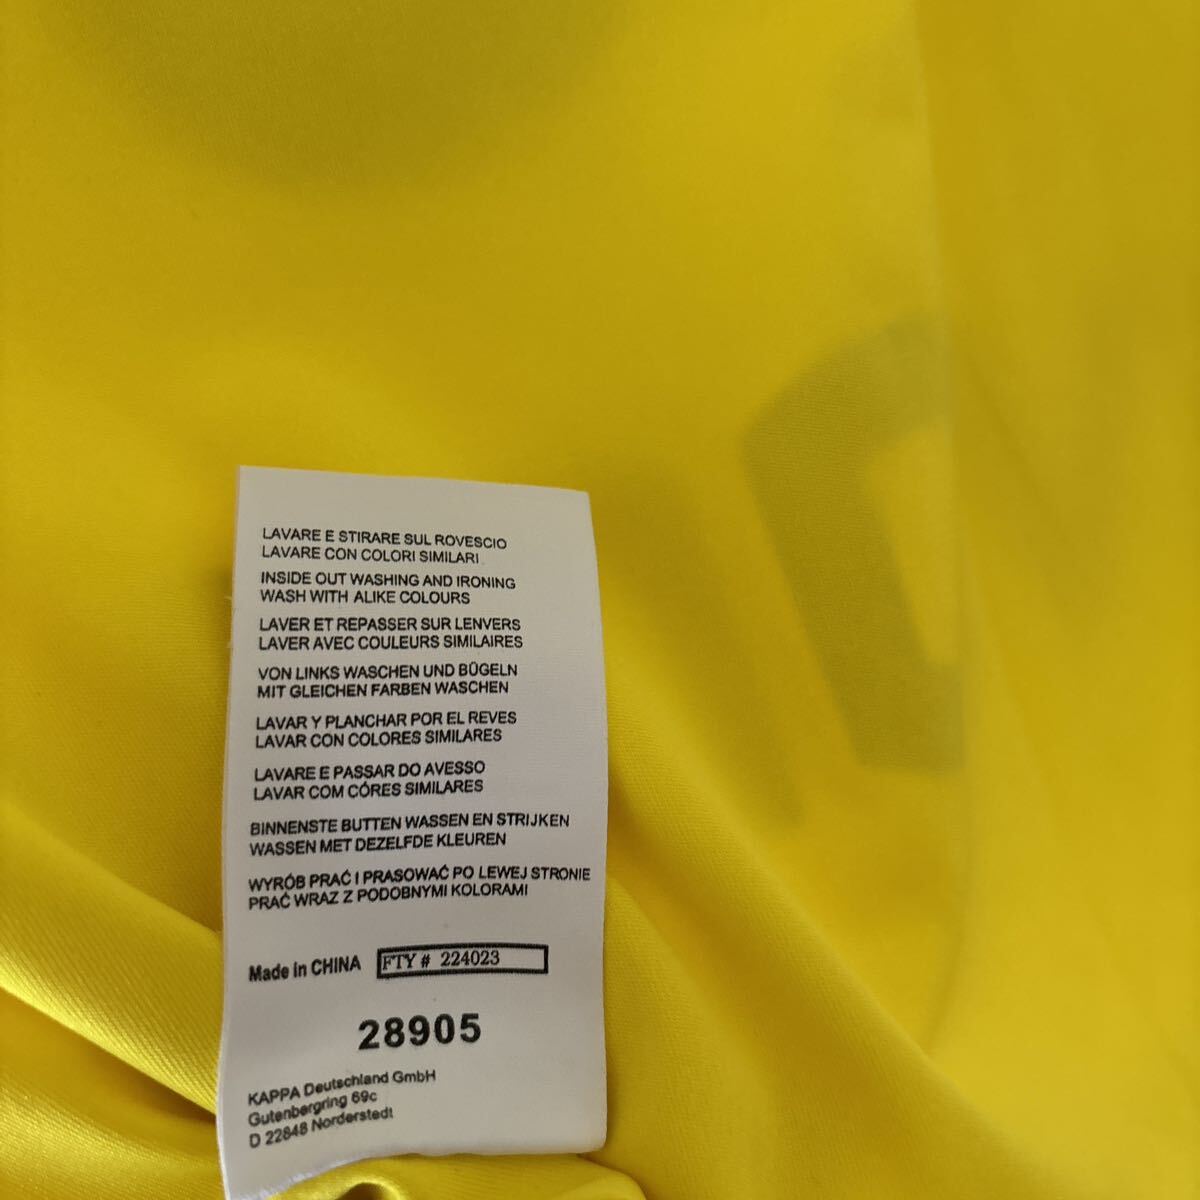 LAVARE E STIRARE SUL ROVESCIO
LAVARE CON COLORI SIMILARI
INSIDE OUT WASHING AND IRONING
WASH WITH ALIKE COLOURS
LAVER ET REPASSER SUR LENVERS
LAVER AVEC COULEURS SIMILAIRES
VON LINKS WASCHEN UND BÜGELN
MIT GLEICHEN FARBEN WASCHEN
LAVAR Y PLANCHAR POR EL REVES
LAVAR CON COLORES SIMILARES
LAVARE E PASSAR DO AVESSO
LAVAR COM CÓRES SIMILARES
BINNENSTE BUTTEN WASSEN EN STRIJKEN
WASSEN MET DEZELFDE KLEUREN
WYRÓB PRAĆ I PRASOWAĆ PO LEWEJ STRONIE
PRAĆ WRAZ Z PODOBNYMI KOLORAMI
Made in CHINA FTY # 224023
28905
KAPPA Deutschland GmbH
Gutenbergring 69c
D 22848 Norderstedt